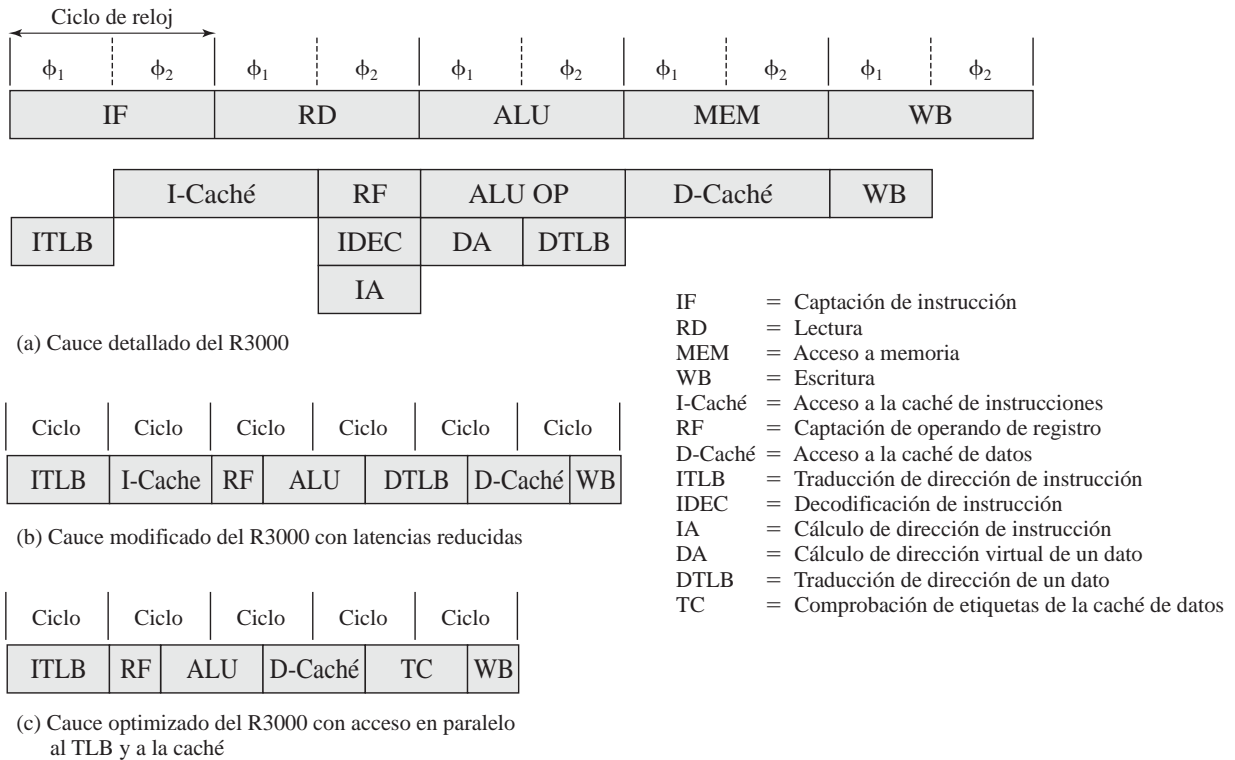 Ciclo de reloj
ϕ1 ϕ2 ϕ1 ϕ2 ϕ1 ϕ2 ϕ1 ϕ2 ϕ1 ϕ2
IF RD ALU MEM WB
I-Caché RF ALU OP D-Caché WB
ITLB IDEC DA DTLB
IA
(a) Cauce detallado del R3000
Ciclo Ciclo Ciclo Ciclo Ciclo Ciclo
ITLB I-Cache RF ALU DTLB D-Caché WB
(b) Cauce modificado del R3000 con latencias reducidas
Ciclo Ciclo Ciclo Ciclo Ciclo
ITLB RF ALU D-Caché TC WB
(c) Cauce optimizado del R3000 con acceso en paralelo
al TLB y a la caché
IF = Captación de instrucción
RD = Lectura
MEM = Acceso a memoria
WB = Escritura
I-Caché = Acceso a la caché de instrucciones
RF = Captación de operando de registro
D-Caché = Acceso a la caché de datos
ITLB = Traducción de dirección de instrucción
IDEC = Decodificación de instrucción
IA = Cálculo de dirección de instrucción
DA = Cálculo de dirección virtual de un dato
DTLB = Traducción de dirección de un dato
TC = Comprobación de etiquetas de la caché de datos